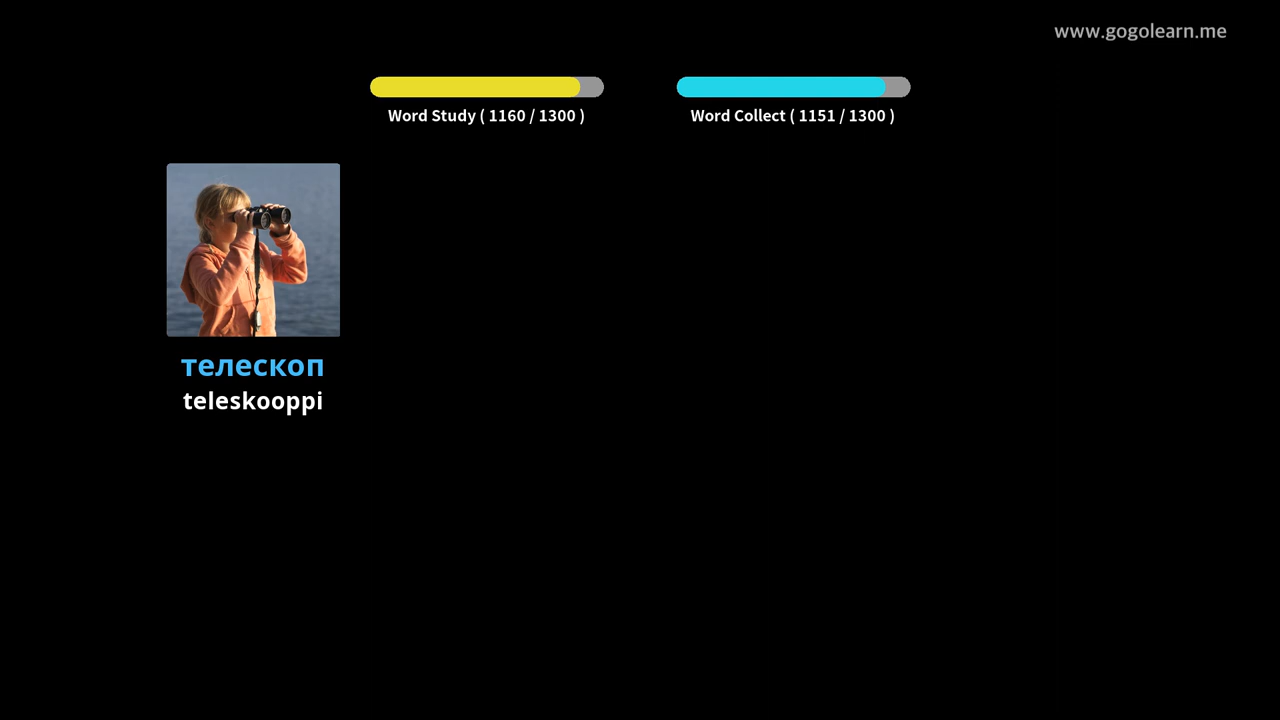 www.gogolearn.me
Word Study ( 1160 / 1300 )
Word Collect ( 1151 / 1300 )
телескоп
teleskooppi